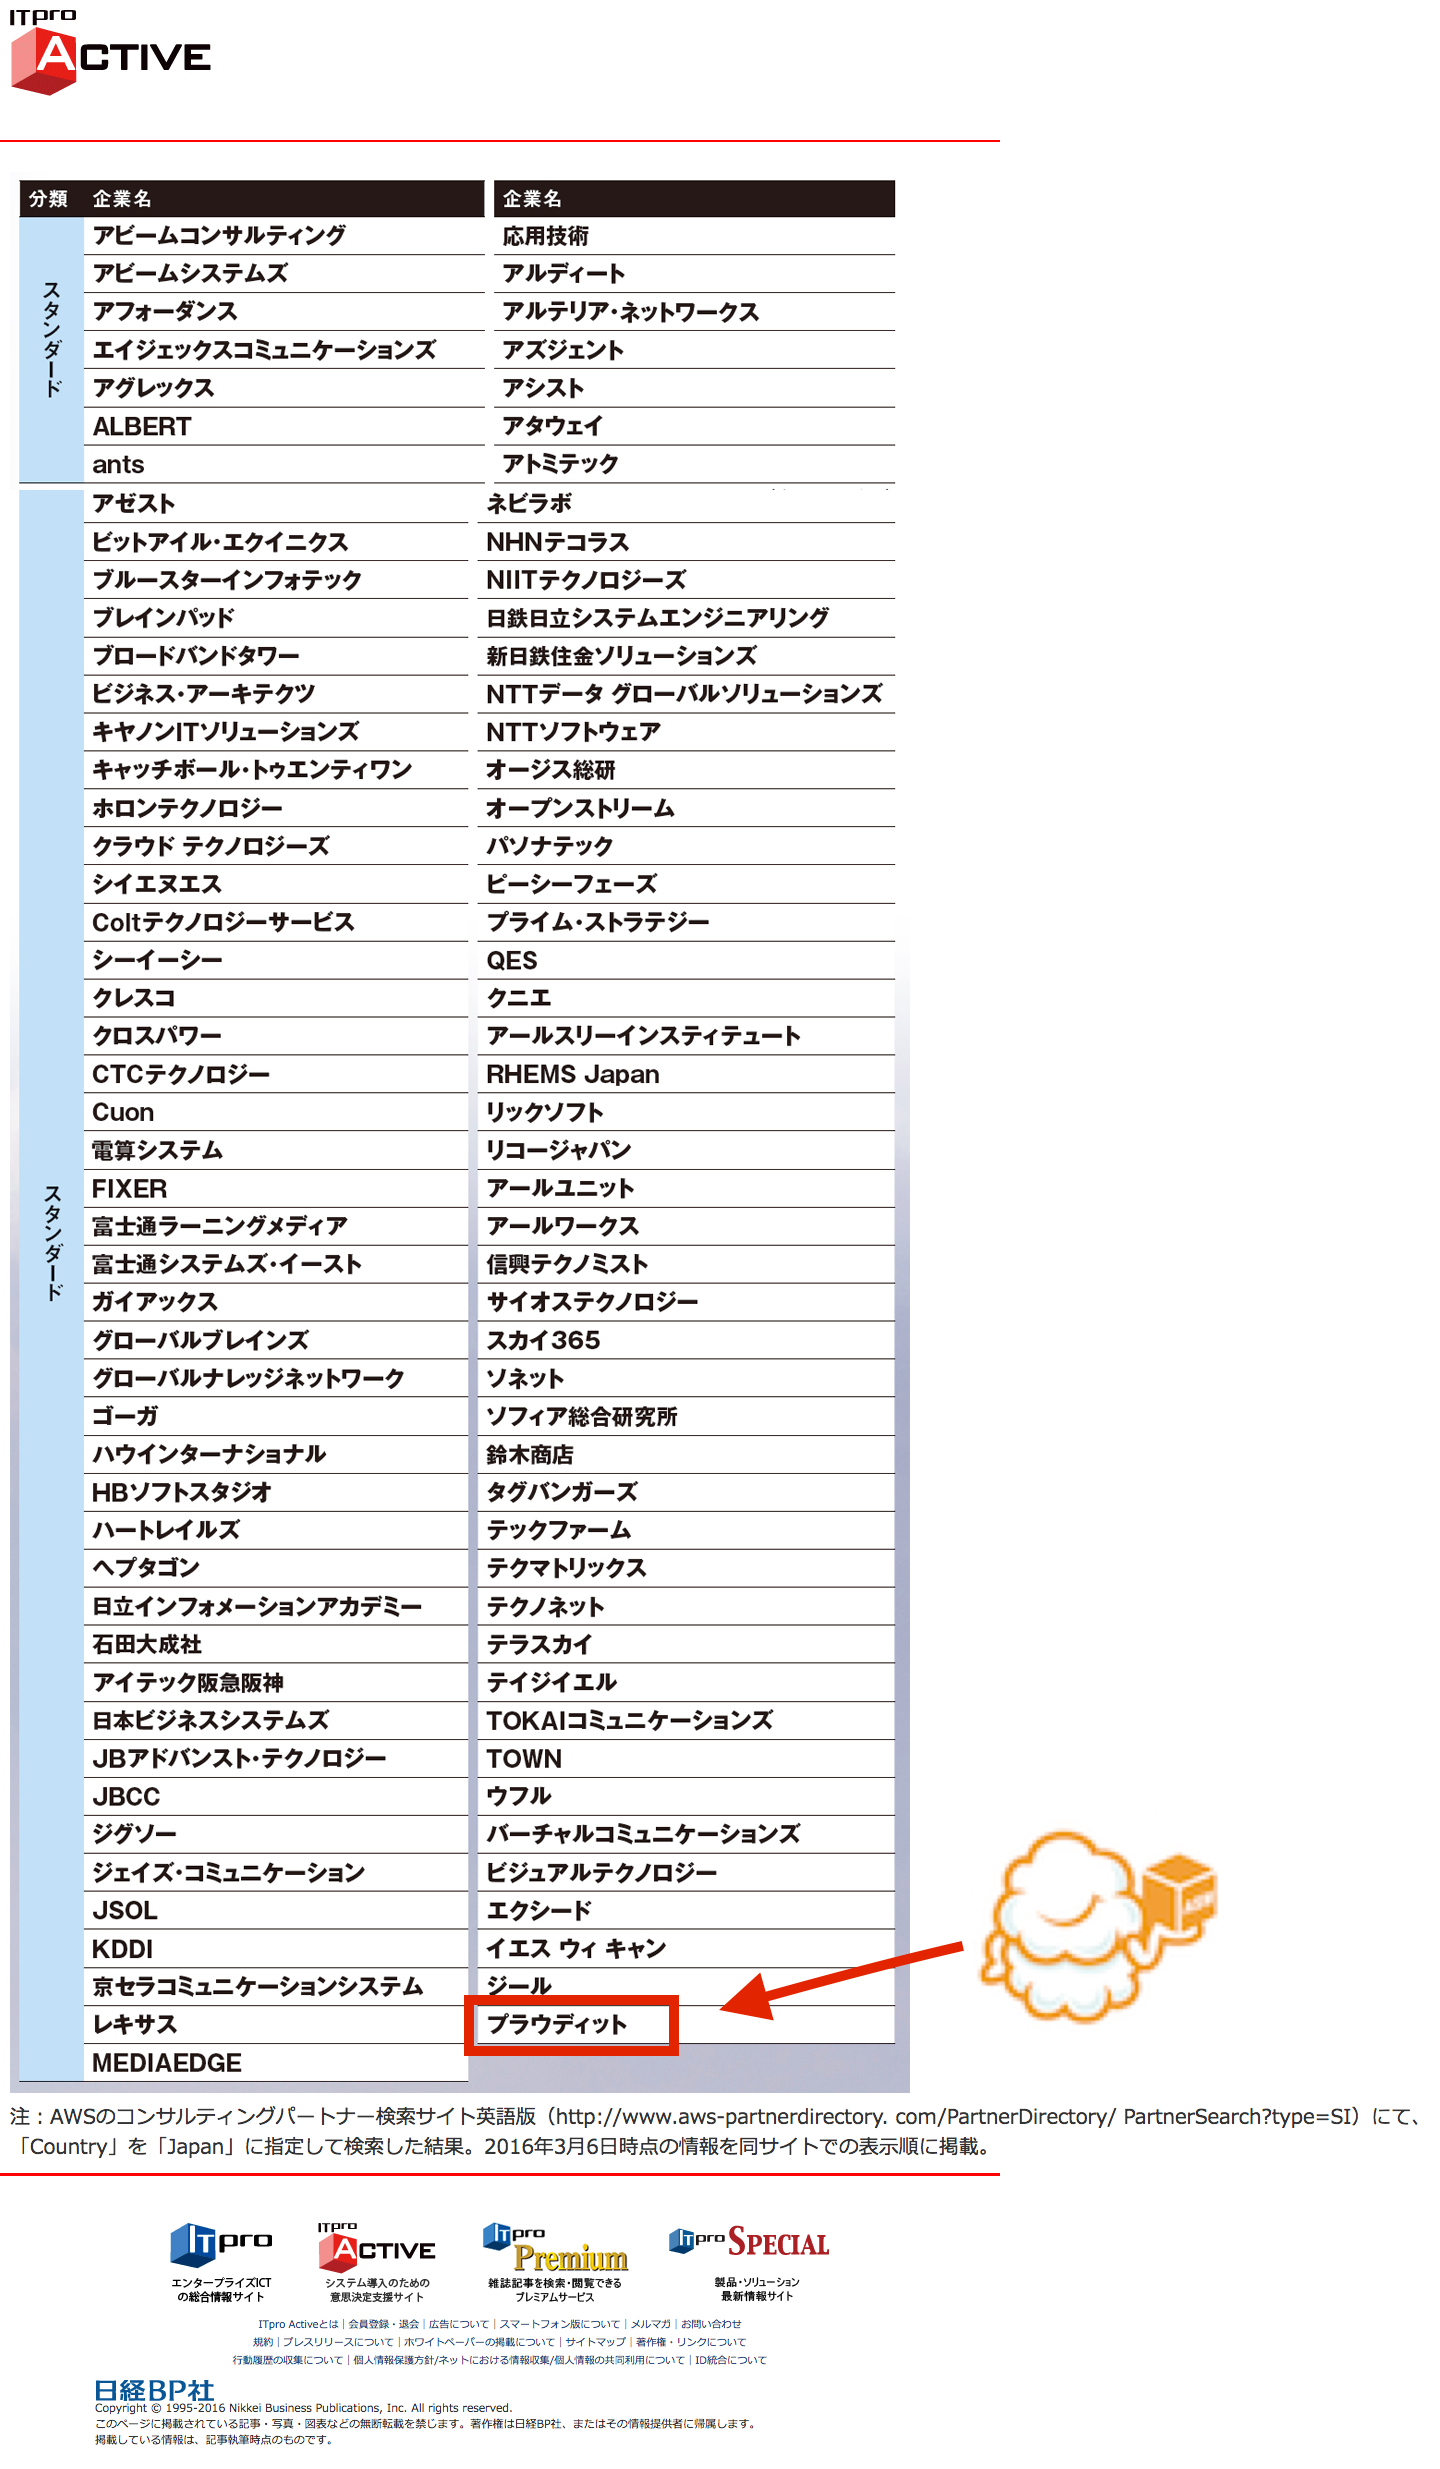 ITpro
ACTIVE
分類 企業名 企業名
スタンダード
アビームコンサルティング 応用技術
アビームシステムズ アルディート
アフォーダンス アルテリア・ネットワークス
エイジェックスコミュニケーションズ アズジェント
アグレックス アシスト
ALBERT アタウェイ
ants アトミテック
スタンダード
アゼスト ネビラボ
ビットアイル・エクイニクス NHNテコラス
ブルースターインフォテック NIITテクノロジーズ
ブレインパッド 日鉄日立システムエンジニアリング
ブロードバンドタワー 新日鉄住金ソリューションズ
ビジネス・アーキテクツ NTTデータ グローバルソリューションズ
キヤノンITソリューションズ NTTソフトウェア
キャッチボール・トゥエンティワン オージス総研
ホロンテクノロジー オープンストリーム
クラウド テクノロジーズ パソナテック
シイエヌエス ピーシーフェーズ
Coltテクノロジーサービス プライム・ストラテジー
シーイーシー QES
クレスコ クニエ
クロスパワー アールスリーインスティテュート
CTCテクノロジー RHEMS Japan
Cuon リックソフト
電算システム リコージャパン
FIXER アールユニット
富士通ラーニングメディア アールワークス
富士通システムズ・イースト 信興テクノミスト
ガイアックス サイオステクノロジー
グローバルブレインズ スカイ365
グローバルナレッジネットワーク ソネット
ゴーガ ソフィア総合研究所
ハウインターナショナル 鈴木商店
HBソフトスタジオ タグバンガーズ
ハートレイルズ テックファーム
ヘプタゴン テクマトリックス
日立インフォメーションアカデミー テクノネット
石田大成社 テラスカイ
アイテック阪急阪神 テイジイエル
日本ビジネスシステムズ TOKAIコミュニケーションズ
JBアドバンスト・テクノロジー TOWN
JBCC ウフル
ジグソー バーチャルコミュニケーションズ
ジェイズ・コミュニケーション ビジュアルテクノロジー
JSOL エクシード
KDDI イエス ウィ キャン
京セラコミュニケーションシステム ジール
レキサス プラウディット
MEDIAEDGE
注：AWSのコンサルティングパートナー検索サイト英語版（http://www.aws-partnerdirectory. com/PartnerDirectory/ PartnerSearch?type=SI）にて、
「Country」を「Japan」に指定して検索した結果。2016年3月6日時点の情報を同サイトでの表示順に掲載。
ITpro ITpro ACTIVE ITpro Premium ITpro SPECIAL
エンタープライズICT システム導入のための 雑誌記事を検索・閲覧できる 製品・ソリューション
の総合情報サイト 意思決定支援サイト プレミアムサービス 最新情報サイト
ITpro Activeとは｜会員登録・退会｜広告について｜スマートフォン版について｜メルマガ｜お問い合わせ
規約｜プレスリリースについて｜ホワイトペーパーの掲載について｜サイトマップ｜著作権・リンクについて
行動履歴の収集について｜個人情報保護方針/ネットにおける情報収集/個人情報の共同利用について｜ID統合について
日経BP社
Copyright © 1995-2016 Nikkei Business Publications, Inc. All rights reserved.
このページに掲載されている記事・写真・図表などの無断転載を禁じます。著作権は日経BP社、またはその情報提供者に帰属します。
掲載している情報は、記事執筆時点のものです。